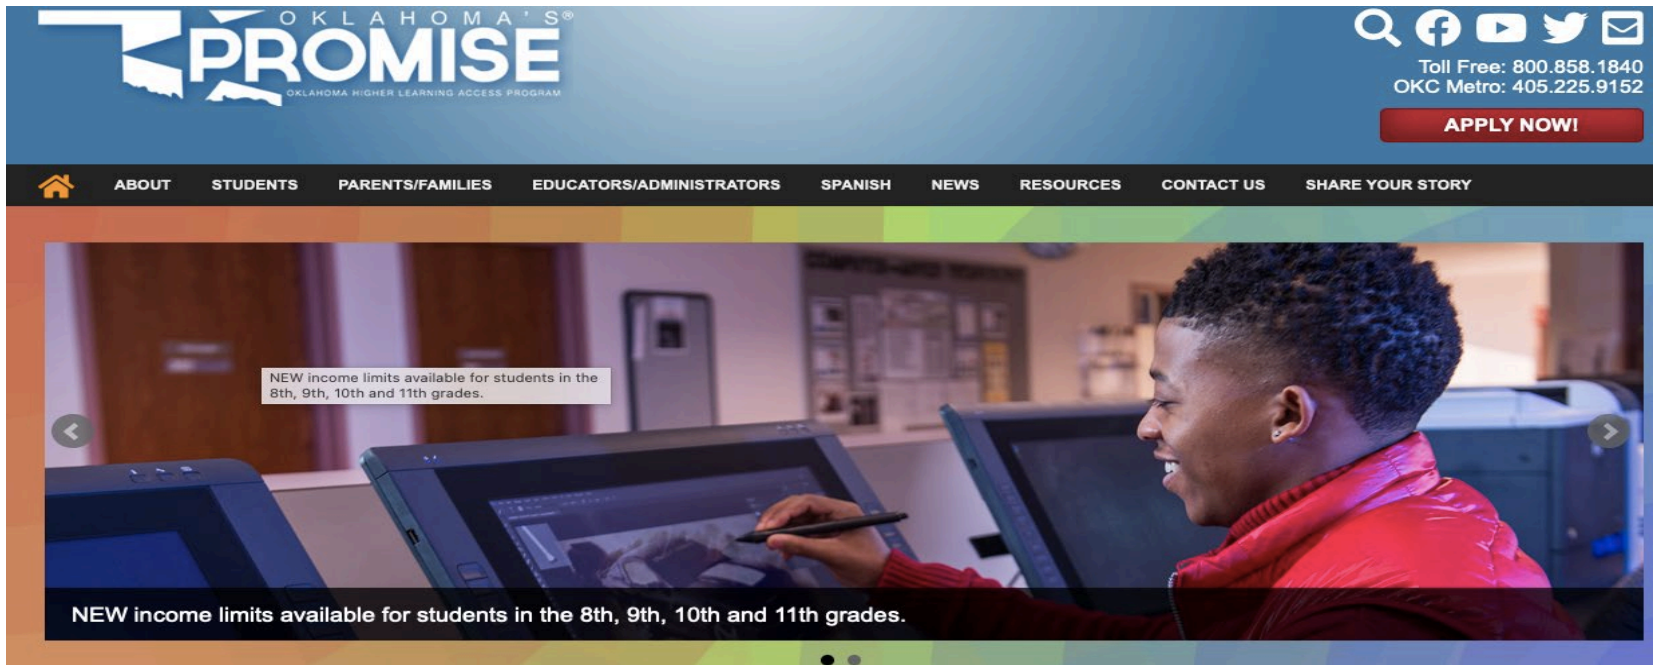 OKLAHOMA'S®
PROMISE
OKLAHOMA HIGHER LEARNING ACCESS PROGRAM
Toll Free: 800.858.1840
OKC Metro: 405.225.9152
APPLY NOW!
ABOUT STUDENTS PARENTS/FAMILIES EDUCATORS/ADMINISTRATORS SPANISH NEWS RESOURCES CONTACT US SHARE YOUR STORY
NEW income limits available for students in the
8th, 9th, 10th and 11th grades.
NEW income limits available for students in the 8th, 9th, 10th and 11th grades.